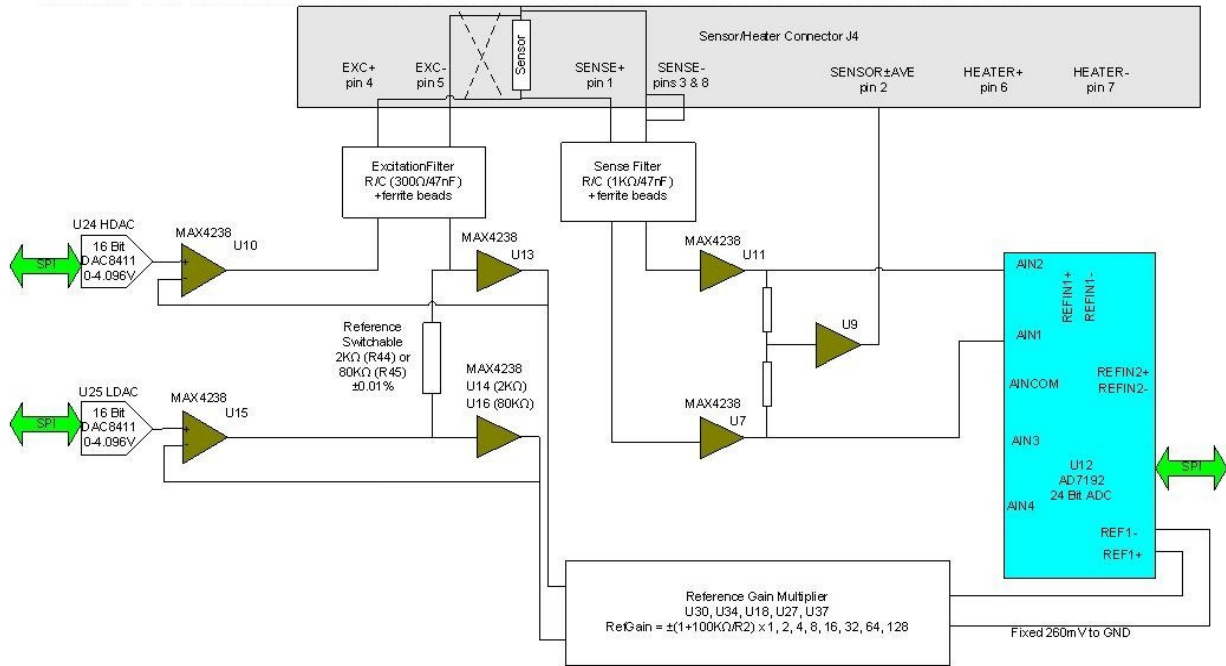 Sensor/Heater Connector J4
Sensor
EXC+
pin 4
EXC-
pin 5
SENSE+
pin 1
SENSE-
pins 3 & 8
SENSOR±AVE
pin 2
HEATER+
pin 6
HEATER-
pin 7
ExcitationFilter
R/C (300Ω/47nF)
+ferrite beads
Sense Filter
R/C (1KΩ/47nF)
+ferrite beads
U24 HDAC
16 Bit
DAC8411
0-4.096V
SPI
MAX4238
U10
+
-
MAX4238
U13
MAX4238
U11
U9
Reference
Switchable
2KΩ (R44) or
80KΩ (R45)
±0.01%
U25 LDAC
16 Bit
DAC8411
0-4.096V
SPI
MAX4238
U15
+
-
MAX4238
U14 (2KΩ)
U16 (80KΩ)
MAX4238
U7
AIN2
REFIN1+
REFIN1-
AIN1
REFIN2+
REFIN2-
AINCOM
AIN3
U12
AD7192
24 Bit ADC
SPI
AIN4
REF1-
REF1+
Reference Gain Multiplier
U30, U34, U18, U27, U37
RefGain = ±(1+100KΩ/R2) x 1, 2, 4, 8, 16, 32, 64, 128
Fixed 260mV to GND